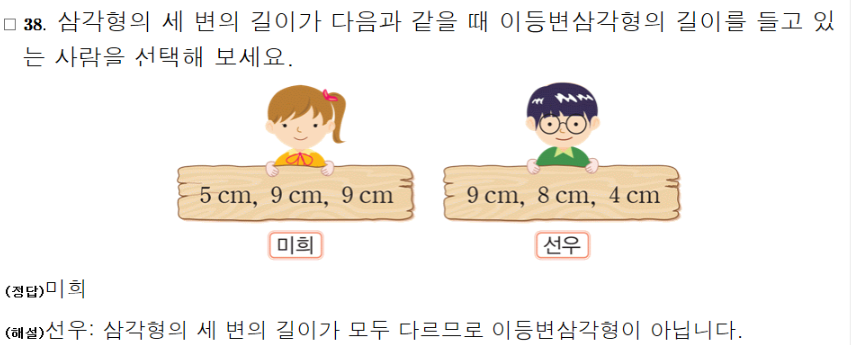 □ 38. 삼각형의 세 변의 길이가 다음과 같을 때 이등변삼각형의 길이를 들고 있
는 사람을 선택해 보세요.
5 cm, 9 cm, 9 cm
9 cm, 8 cm, 4 cm
미희
선우
(정답)미희
(해설)선우: 삼각형의 세 변의 길이가 모두 다르므로 이등변삼각형이 아닙니다.